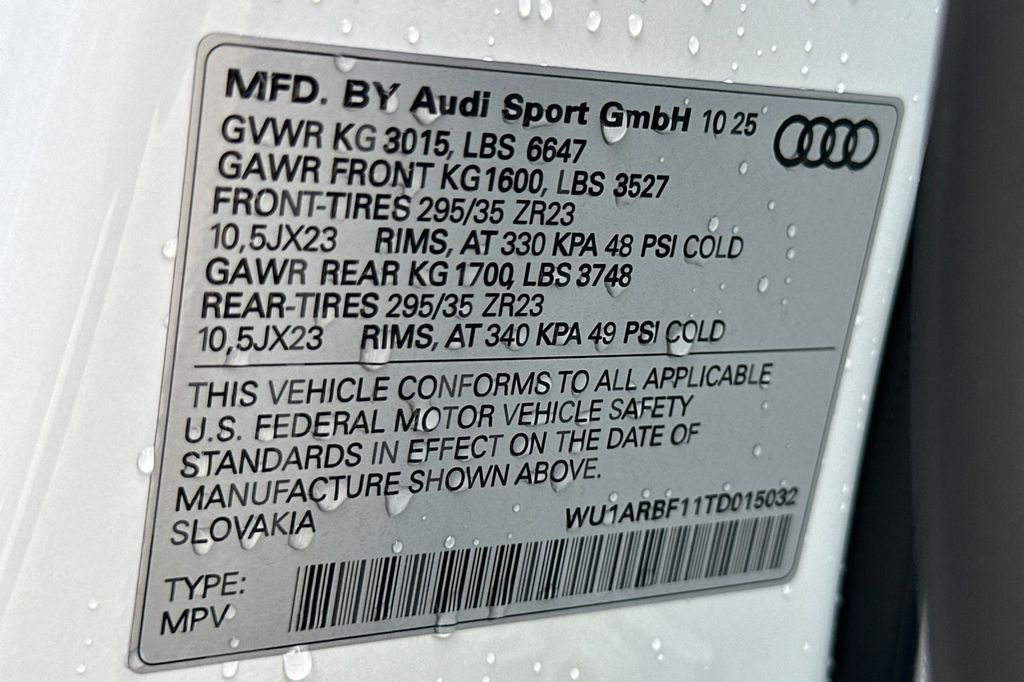 MFD. BY Audi Sport GmbH 10 25
GVWR KG 3015, LBS 6647
GAWR FRONT KG1600, LBS 3527
FRONT-TIRES 295/35 ZR23
10,5JX23 RIMS, AT 330 KPA 48 PSI COLD
GAWR REAR KG 1700, LBS 3748
REAR-TIRES 295/35 ZR23
10,5JX23 RIMS, AT 340 KPA 49 PSI COLD
THIS VEHICLE CONFORMS TO ALL APPLICABLE
U.S. FEDERAL MOTOR VEHICLE SAFETY
STANDARDS IN EFFECT ON THE DATE OF
MANUFACTURE SHOWN ABOVE.
SLOVAKIA WU1ARBF11TD015032
TYPE:
MPV